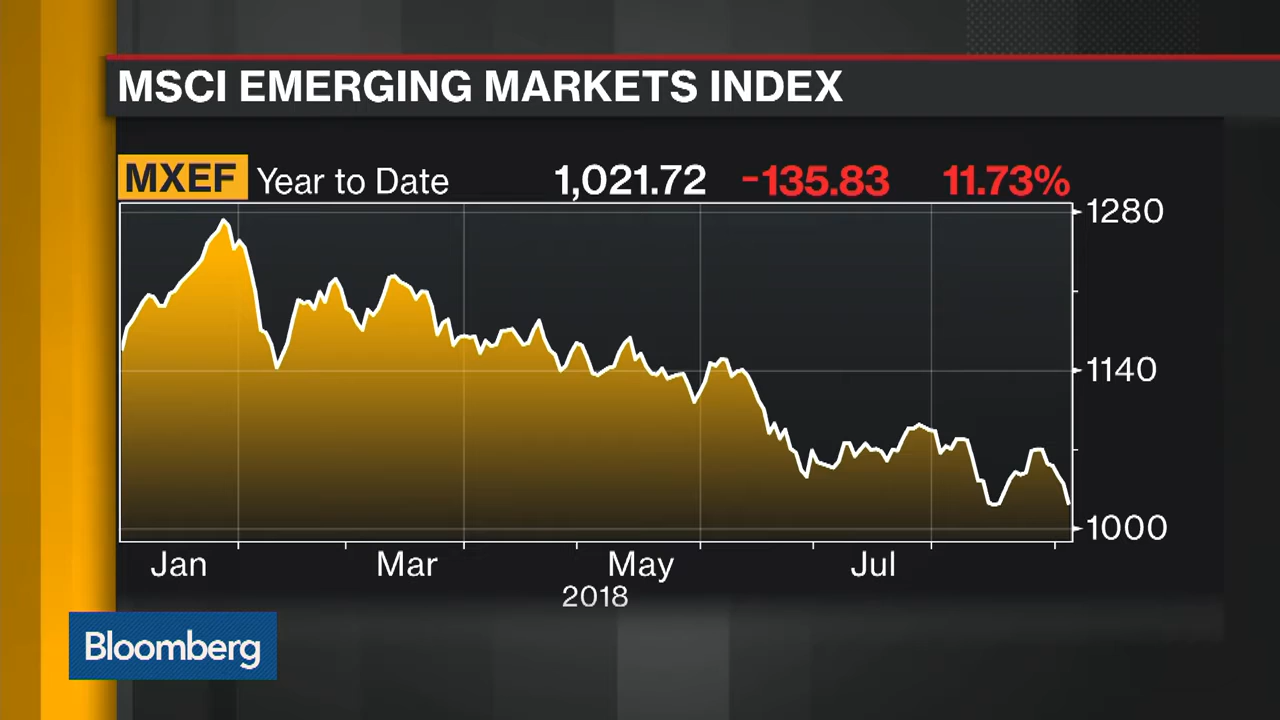 MSCI EMERGING MARKETS INDEX
MXEF Year to Date 1,021.72 -135.83 11.73%
1280
1140
1000
Jan Mar May Jul
2018
Bloomberg